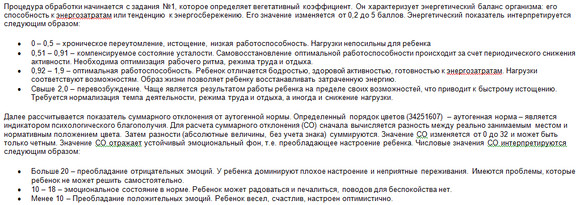 Процедура обработки начинается с задания №1, которое определяет вегетативный коэффициент. Он характеризует энергетический баланс организма: его
способность к энергозатратам или тенденцию к энергосбережению. Его значение изменяется от 0,2 до 5 баллов. Энергетический показатель интерпретируется
следующим образом:
• 0 – 0,5 – хроническое переутомление, истощение, низкая работоспособность. Нагрузки непосильны для ребенка
• 0,51 – 0,91 – компенсируемое состояние усталости. Самовосстановление оптимальной работоспособности происходит за счет периодического снижения
активности. Необходима оптимизация рабочего ритма, режима труда и отдыха.
• 0,92 – 1,9 – оптимальная работоспособность. Ребенок отличается бодростью, здоровой активностью, готовностью к энергозатратам. Нагрузки
соответствуют возможностям. Образ жизни позволяет ребенку восстанавливать затраченную энергию.
• Свыше 2,0 – перевозбуждение. Чаще является результатом работы ребенка на пределе своих возможностей, что приводит к быстрому истощению.
Требуется нормализация темпа деятельности, режима труда и отдыха, а иногда и снижение нагрузки.
Далее рассчитывается показатель суммарного отклонения от аутогенной нормы. Определенный порядок цветов (34251607) – аутогенная норма – является
индикатором психологического благополучия. Для расчета суммарного отклонения (СО) сначала вычисляется разность между реально занимаемым местом и
нормативным положением цвета. Затем разности (абсолютные величины, без учета знака) суммируются. Значение СО изменяется от 0 до 32 и может быть
только четным. Значение СО отражает устойчивый эмоциональный фон, т.е. преобладающее настроение ребенка. Числовые значения СО интерпретируются
следующим образом:
• Больше 20 – преобладание отрицательных эмоций. У ребенка доминируют плохое настроение и неприятные переживания. Имеются проблемы, которые
ребенок не может решить самостоятельно.
• 10 – 18 – эмоциональное состояние в норме. Ребенок может радоваться и печалиться, поводов для беспокойства нет.
• Менее 10 – Преобладание положительных эмоций. Ребенок весел, счастлив, настроен оптимистично.